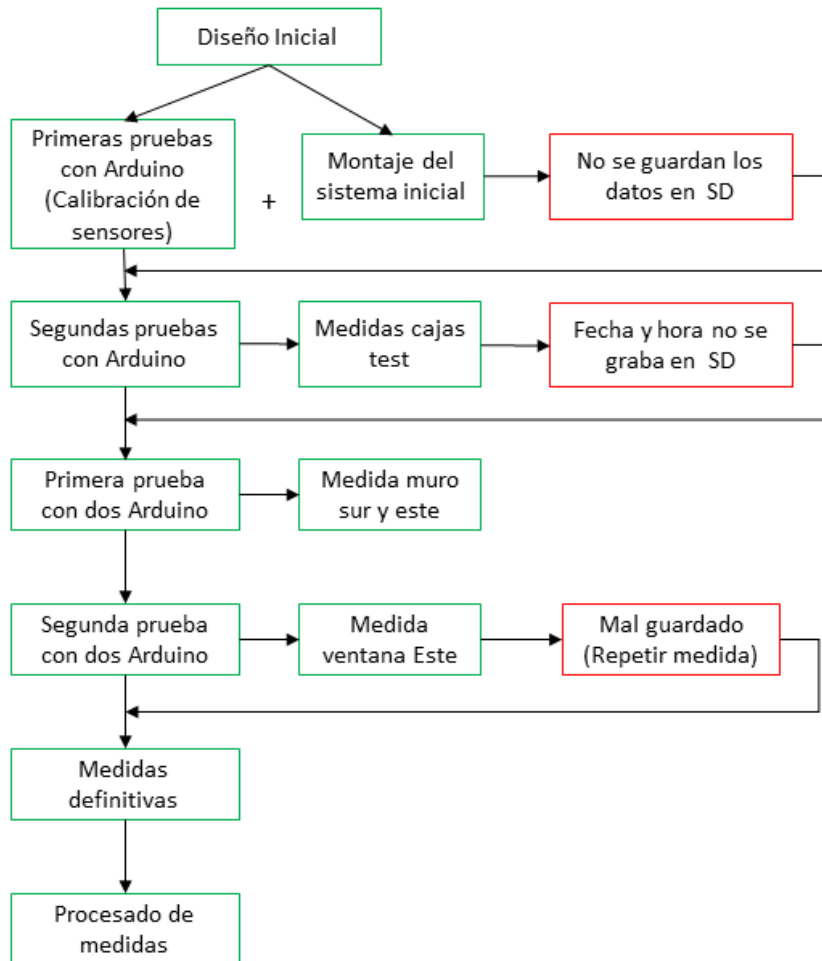 Diseño Inicial
Primeras pruebas
con Arduino
(Calibración de
sensores)
+
Montaje del
sistema inicial
No se guardan los
datos en SD
Segundas pruebas
con Arduino
Medidas cajas
test
Fecha y hora no se
graba en SD
Primera prueba
con dos Arduino
Medida muro
sur y este
Segunda prueba
con dos Arduino
Medida
ventana Este
Mal guardado
(Repetir medida)
Medidas
definitivas
Procesado de
medidas